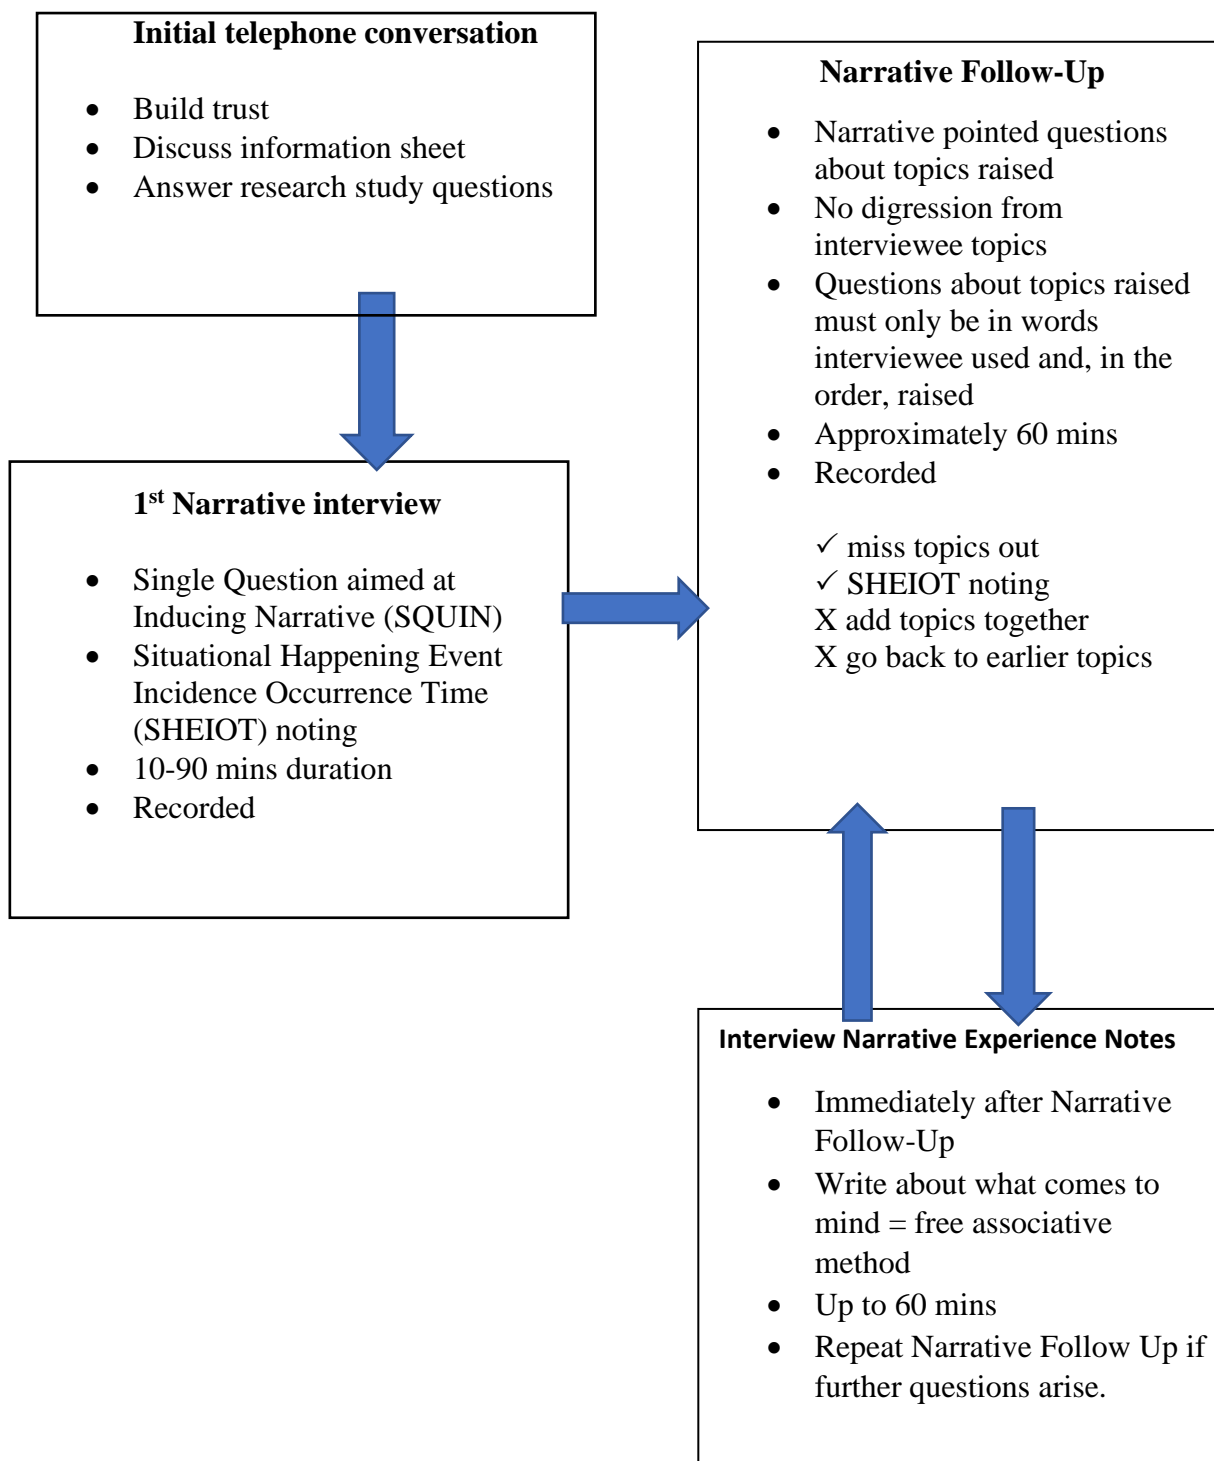 Initial telephone conversation
• Build trust
• Discuss information sheet
• Answer research study questions
1st Narrative interview
• Single Question aimed at
Inducing Narrative (SQUIN)
• Situational Happening Event
Incidence Occurrence Time
(SHEIOT) noting
• 10-90 mins duration
• Recorded
Narrative Follow-Up
• Narrative pointed questions
about topics raised
• No digression from
interviewee topics
• Questions about topics raised
must only be in words
interviewee used and, in the
order, raised
• Approximately 60 mins
• Recorded
✓ miss topics out
✓ SHEIOT noting
X add topics together
X go back to earlier topics
Interview Narrative Experience Notes
• Immediately after Narrative
Follow-Up
• Write about what comes to
mind = free associative
method
• Up to 60 mins
• Repeat Narrative Follow Up if
further questions arise.